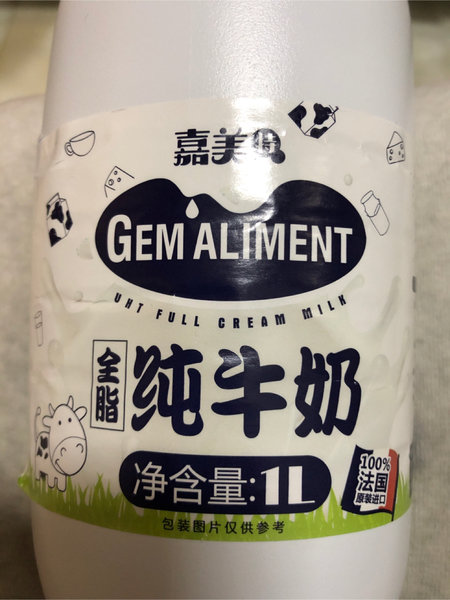 嘉美贝
GEM ALIMENT
UHT FULL CREAM MILK
全脂
纯牛奶
净含量:1L
100%
法国
原装进口
包装图片仅供参考